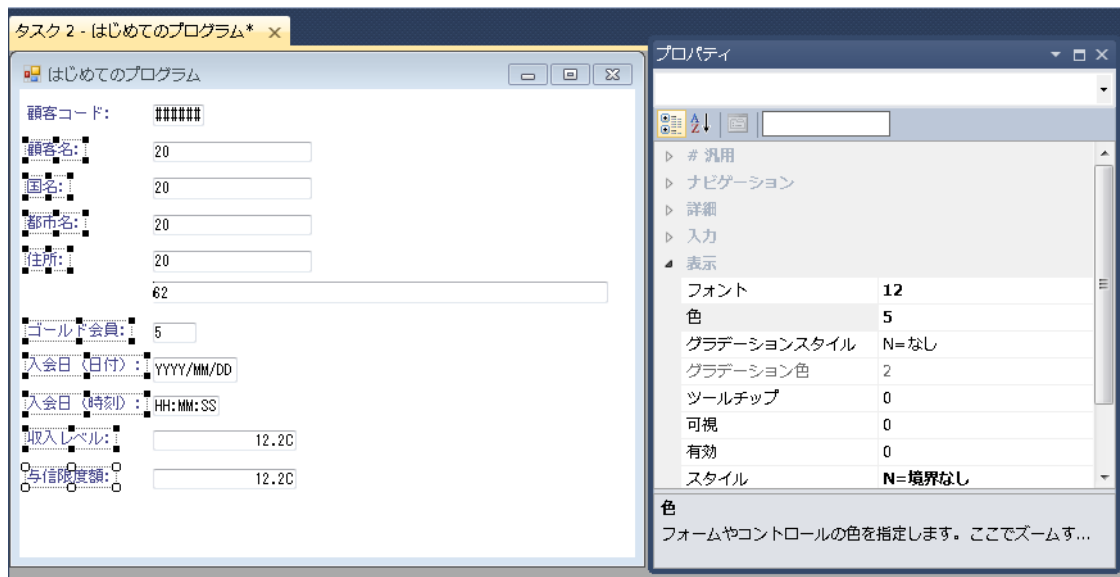 タスク 2 - はじめてのプログラム*
はじめてのプログラム
顧客コード: ######
顧客名: 20
国名: 20
都市名: 20
住所: 20
62
ゴールド会員: 5
入会日（日付）: YYYY/MM/DD
入会日（時刻）: HH:MM:SS
収入レベル: 12.2C
与信限度額: 12.2C
プロパティ
# 汎用
ナビゲーション
詳細
入力
表示
フォント 12
色 5
グラデーションスタイル N=なし
グラデーション色 2
ツールチップ 0
可視 0
有効 0
スタイル N=境界なし
色
フォームやコントロールの色を指定します。ここでズームす...